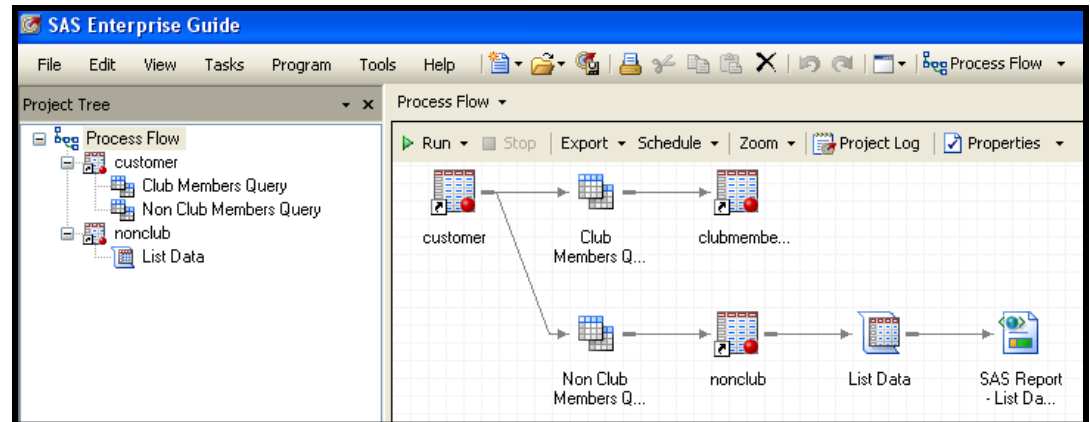 SAS Enterprise Guide
File Edit View Tasks Program Tools Help Process Flow
Project Tree
Process Flow
Process Flow
customer
Club Members Query
Non Club Members Query
nonclub
List Data
Run Stop Export Schedule Zoom Project Log Properties
customer
Club
Members Q...
clubmembe...
Non Club
Members Q...
nonclub
List Data
SAS Report
- List Da...